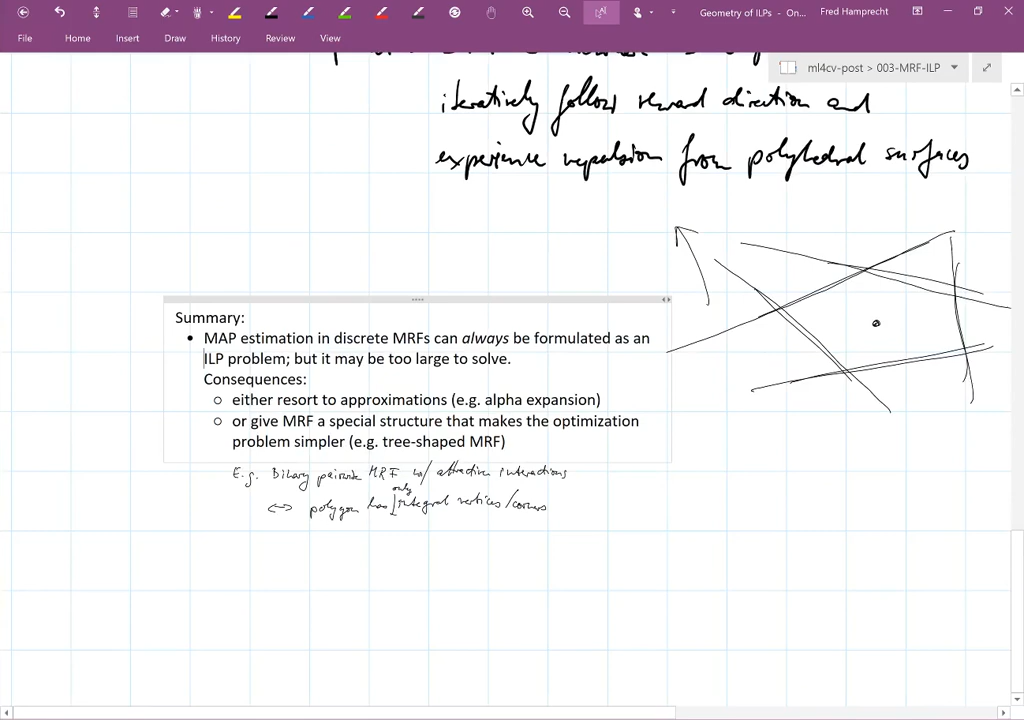 Geometry of ILPs - On...
Fred Hamprecht
File Home Insert Draw History Review View
ml4cv-post > 003-MRF-ILP
iteratively follow reward direction and
experience repulsion from polyhedral surfaces
Summary:
• MAP estimation in discrete MRFs can always be formulated as an
ILP problem; but it may be too large to solve.
Consequences:
○ either resort to approximations (e.g. alpha expansion)
○ or give MRF a special structure that makes the optimization
problem simpler (e.g. tree-shaped MRF)
E.g. Binary pairwise MRF w/ attractive interactions
only
<-> polygon has integral vertices/corners